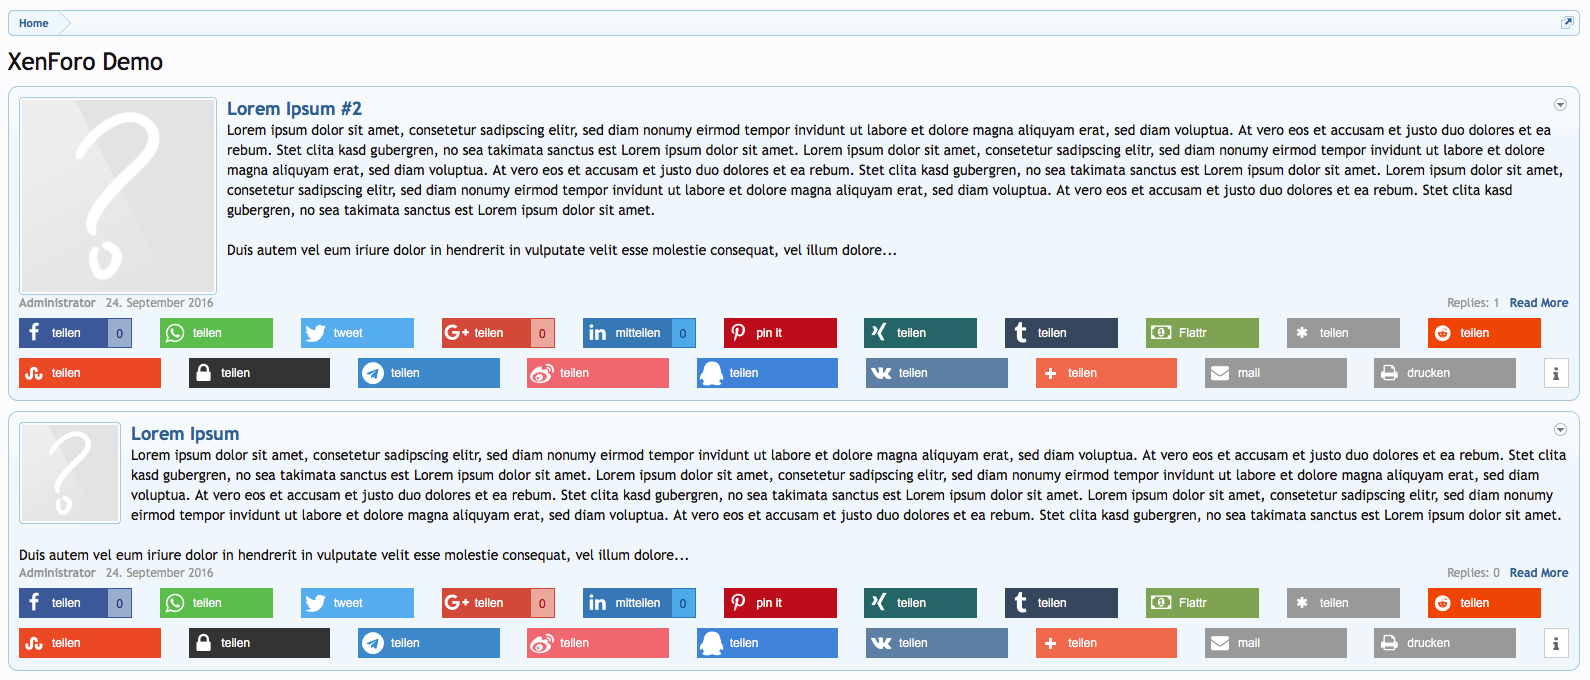 Home
XenForo Demo
Lorem Ipsum #2
Lorem ipsum dolor sit amet, consetetur sadipscing elitr, sed diam nonumy eirmod tempor invidunt ut labore et dolore magna aliquyam erat, sed diam voluptua. At vero eos et accusam et justo duo dolores et ea
rebum. Stet clita kasd gubergren, no sea takimata sanctus est Lorem ipsum dolor sit amet. Lorem ipsum dolor sit amet, consetetur sadipscing elitr, sed diam nonumy eirmod tempor invidunt ut labore et dolore
magna aliquyam erat, sed diam voluptua. At vero eos et accusam et justo duo dolores et ea rebum. Stet clita kasd gubergren, no sea takimata sanctus est Lorem ipsum dolor sit amet. Lorem ipsum dolor sit amet,
consetetur sadipscing elitr, sed diam nonumy eirmod tempor invidunt ut labore et dolore magna aliquyam erat, sed diam voluptua. At vero eos et accusam et justo duo dolores et ea rebum. Stet clita kasd
gubergren, no sea takimata sanctus est Lorem ipsum dolor sit amet.
Duis autem vel eum iriure dolor in hendrerit in vulputate velit esse molestie consequat, vel illum dolore...
Administrator 24. September 2016 Replies: 1 Read More
teilen 0 teilen tweet teilen 0 mitteilen 0 pin it teilen teilen Flattr teilen teilen
teilen teilen teilen teilen teilen teilen teilen mail drucken
Lorem Ipsum
Lorem ipsum dolor sit amet, consetetur sadipscing elitr, sed diam nonumy eirmod tempor invidunt ut labore et dolore magna aliquyam erat, sed diam voluptua. At vero eos et accusam et justo duo dolores et ea rebum. Stet clita
kasd gubergren, no sea takimata sanctus est Lorem ipsum dolor sit amet. Lorem ipsum dolor sit amet, consetetur sadipscing elitr, sed diam nonumy eirmod tempor invidunt ut labore et dolore magna aliquyam erat, sed diam
voluptua. At vero eos et accusam et justo duo dolores et ea rebum. Stet clita kasd gubergren, no sea takimata sanctus est Lorem ipsum dolor sit amet. Lorem ipsum dolor sit amet, consetetur sadipscing elitr, sed diam nonumy
eirmod tempor invidunt ut labore et dolore magna aliquyam erat, sed diam voluptua. At vero eos et accusam et justo duo dolores et ea rebum. Stet clita kasd gubergren, no sea takimata sanctus est Lorem ipsum dolor sit amet.
Duis autem vel eum iriure dolor in hendrerit in vulputate velit esse molestie consequat, vel illum dolore...
Administrator 24. September 2016 Replies: 0 Read More
teilen 0 teilen tweet teilen 0 mitteilen 0 pin it teilen teilen Flattr teilen teilen
teilen teilen teilen teilen teilen teilen teilen mail drucken